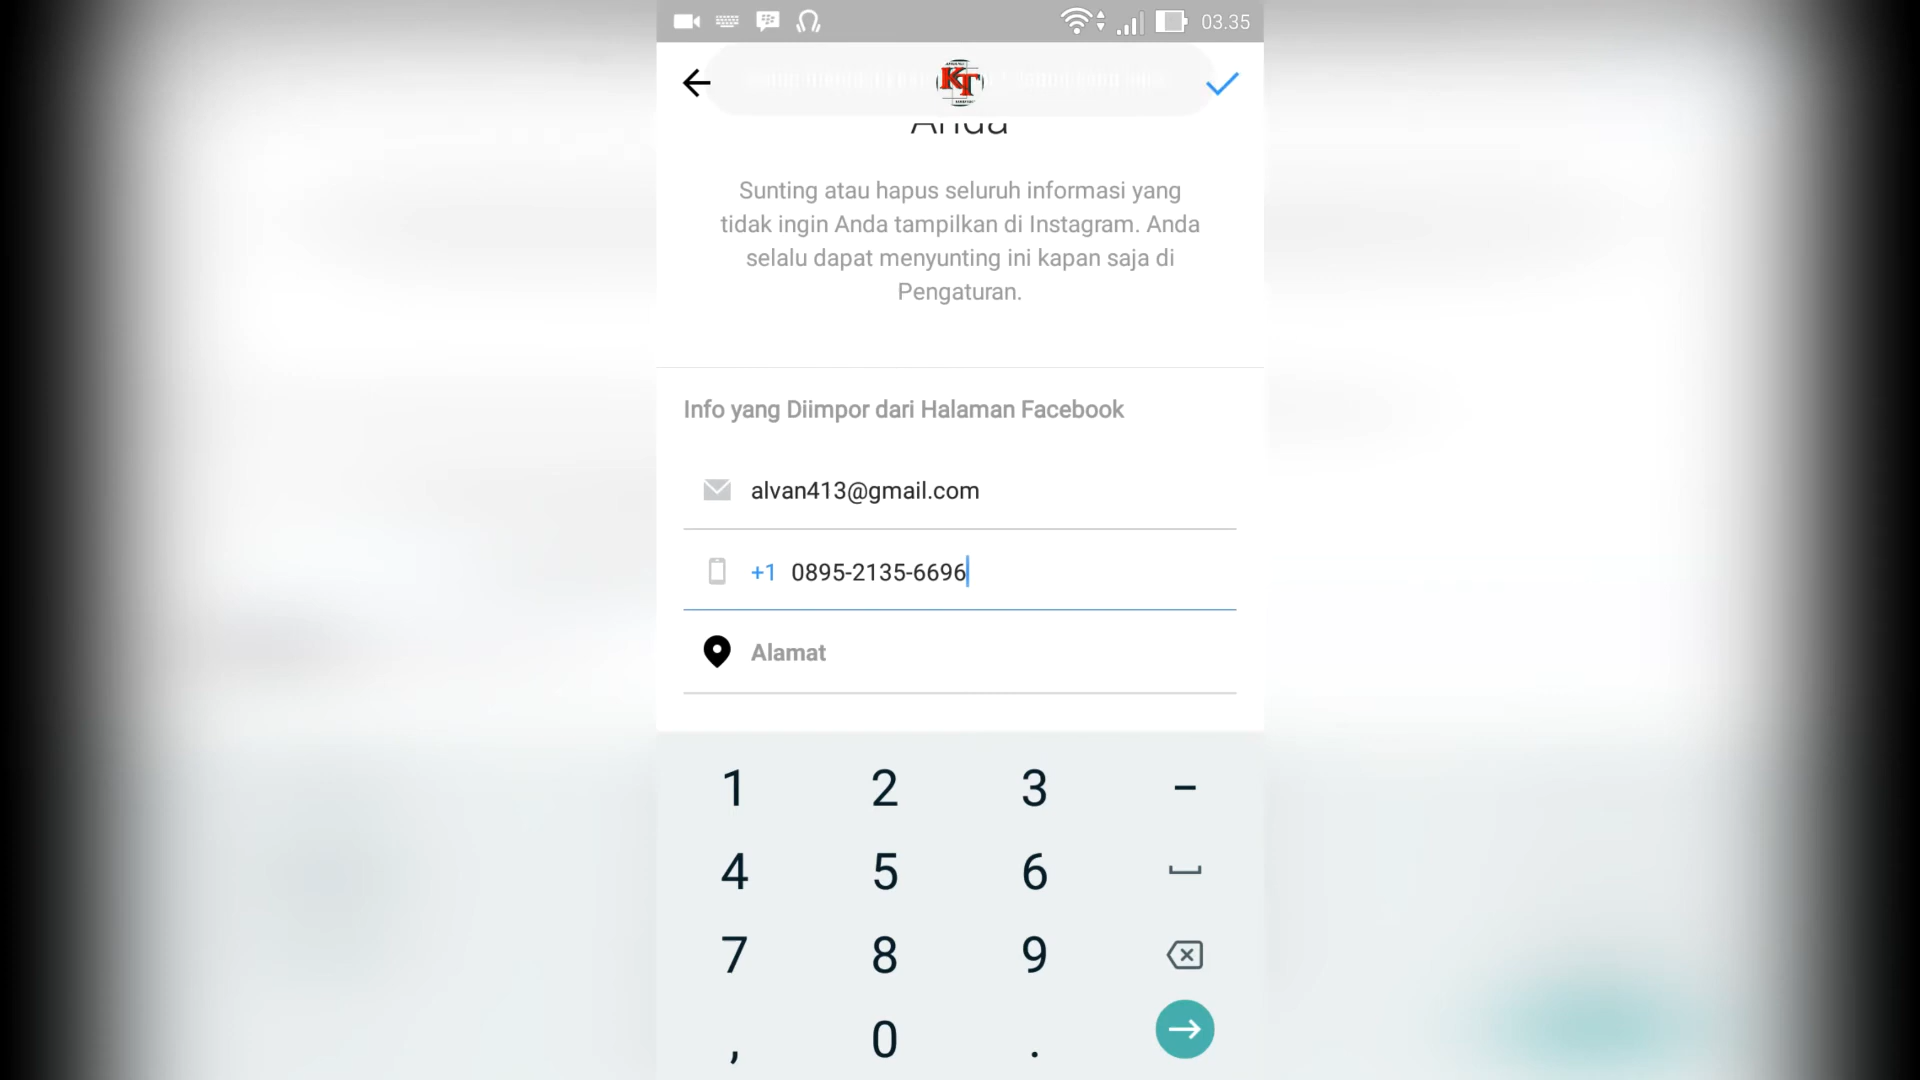 03.35
KT
Anda
Sunting atau hapus seluruh informasi yang
tidak ingin Anda tampilkan di Instagram. Anda
selalu dapat menyunting ini kapan saja di
Pengaturan.
Info yang Diimpor dari Halaman Facebook
alvan413@gmail.com
+1 0895-2135-6696
Alamat
1 2 3 -
4 5 6
7 8 9
, 0 .